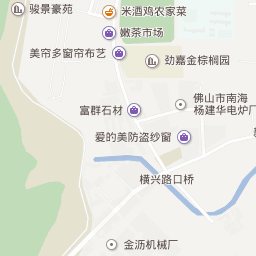 骏景豪苑
米酒鸡农家菜
嫩茶市场
美帘多窗帘布艺
劲嘉金棕榈园
佛山市南海
杨建华电炉厂
富群石材
爱的美防盗纱窗
横兴路口桥
金沥机械厂